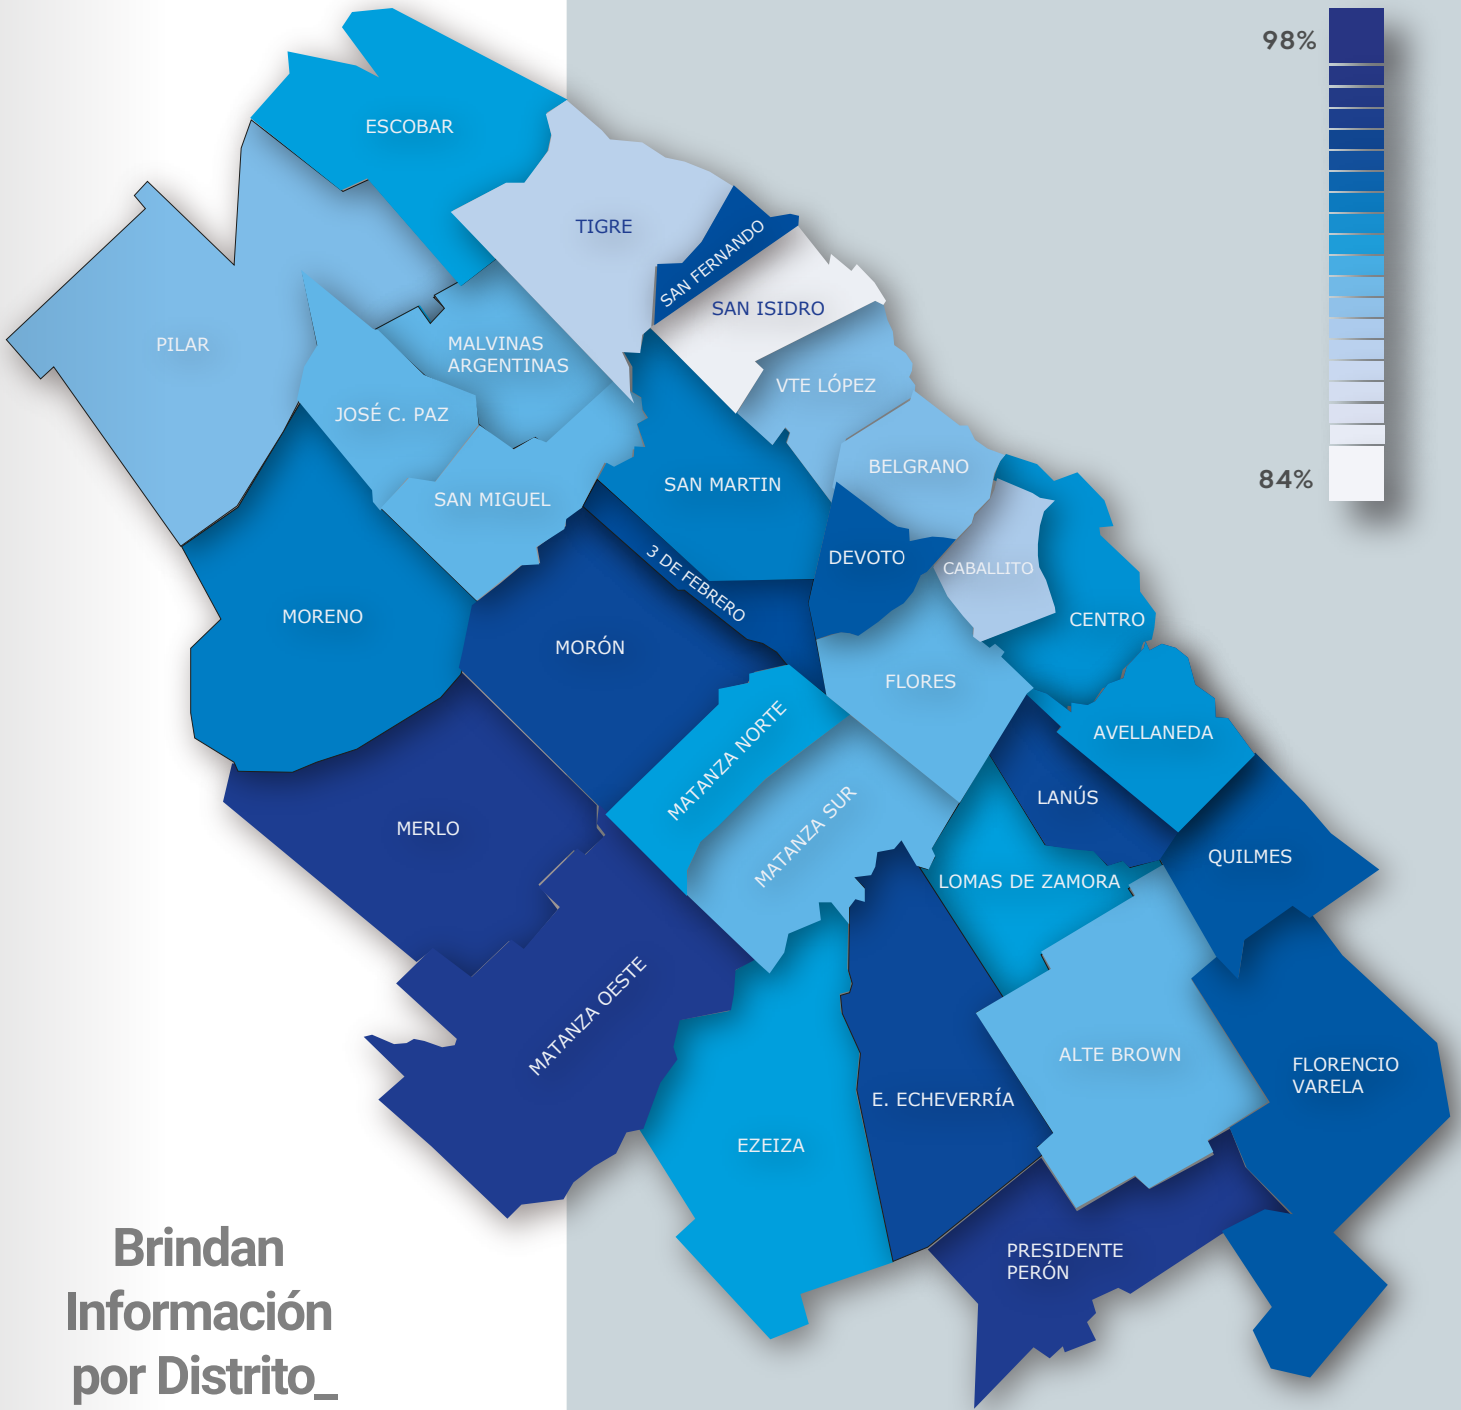 98%
ESCOBAR
TIGRE
SAN FERNANDO
SAN ISIDRO
PILAR
MALVINAS
ARGENTINAS
VTE LÓPEZ
JOSÉ C. PAZ
BELGRANO
84%
SAN MARTIN
SAN MIGUEL
3 DE FEBRERO
DEVOTO
CABALLITO
MORENO
CENTRO
MORÓN
FLORES
AVELLANEDA
MATANZA NORTE
LANÚS
MERLO
MATANZA SUR
QUILMES
LOMAS DE ZAMORA
MATANZA OESTE
ALTE BROWN
FLORENCIO
VARELA
E. ECHEVERRÍA
EZEIZA
PRESIDENTE
PERÓN
Brindan
Información
por Distrito_